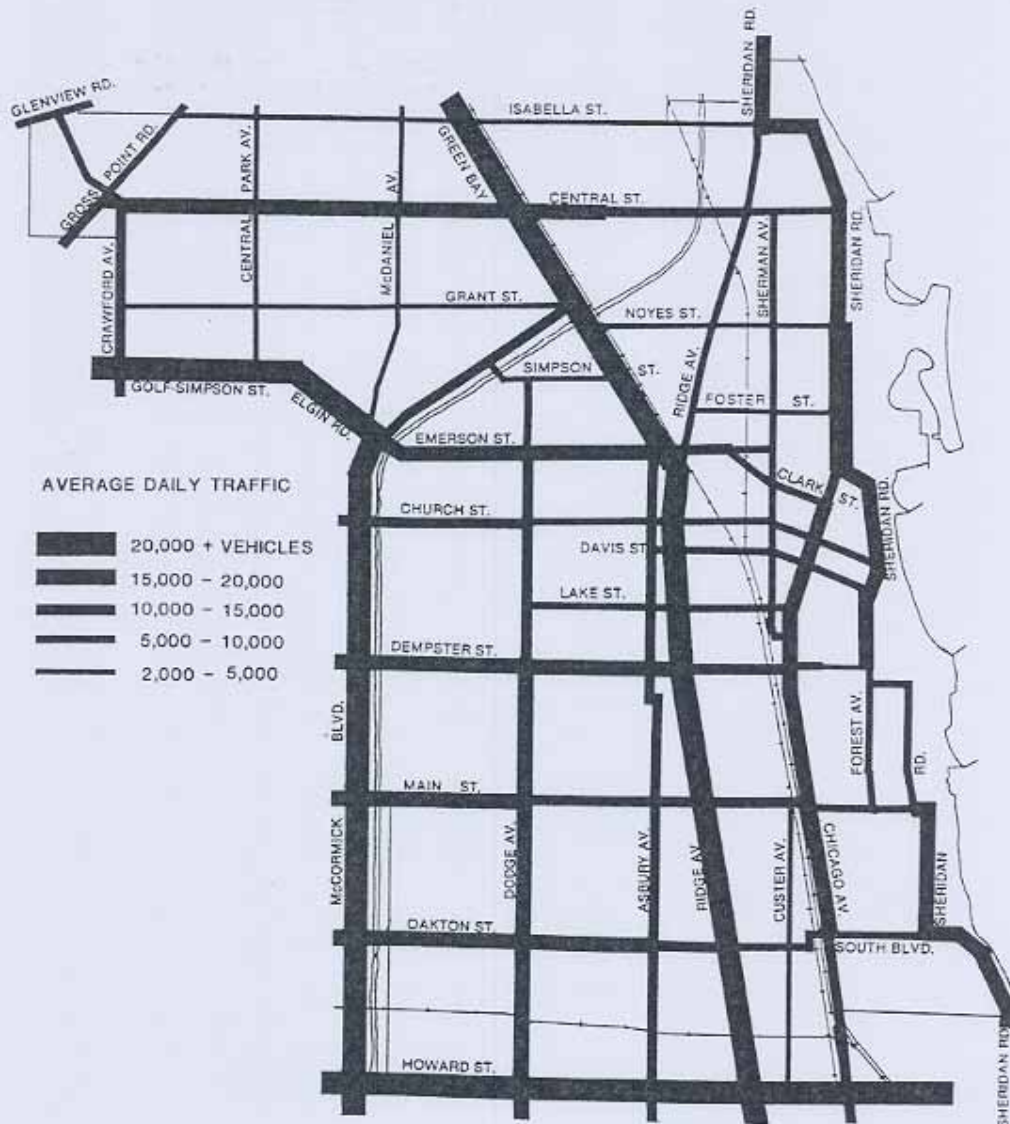 SHERIDAN RD.
GLENVIEW RD.
ISABELLA ST.
GROSS POINT RD.
CENTRAL PARK AV.
McDANIEL AV.
GREEN BAY
CENTRAL ST.
CRAWFORD AV.
SHERMAN AV.
SHERIDAN RD.
GRANT ST.
NOYES ST.
RIDGE AV.
SIMPSON ST.
GOLF-SIMPSON ST.
ELGIN RD.
FOSTER ST.
EMERSON ST.
CLARK ST.
SHERIDAN RD.
AVERAGE DAILY TRAFFIC
20,000 + VEHICLES
15,000 - 20,000
10,000 - 15,000
5,000 - 10,000
2,000 - 5,000
CHURCH ST.
DAVIS ST.
LAKE ST.
DEMPSTER ST.
McCORMICK BLVD.
FOREST AV.
MAIN ST.
DODGE AV.
ASBURY AV.
RIDGE AV.
CUSTER AV.
CHICAGO AV
SHERIDAN RD.
OAKTON ST.
SOUTH BLVD.
HOWARD ST.
SHERIDAN RD.